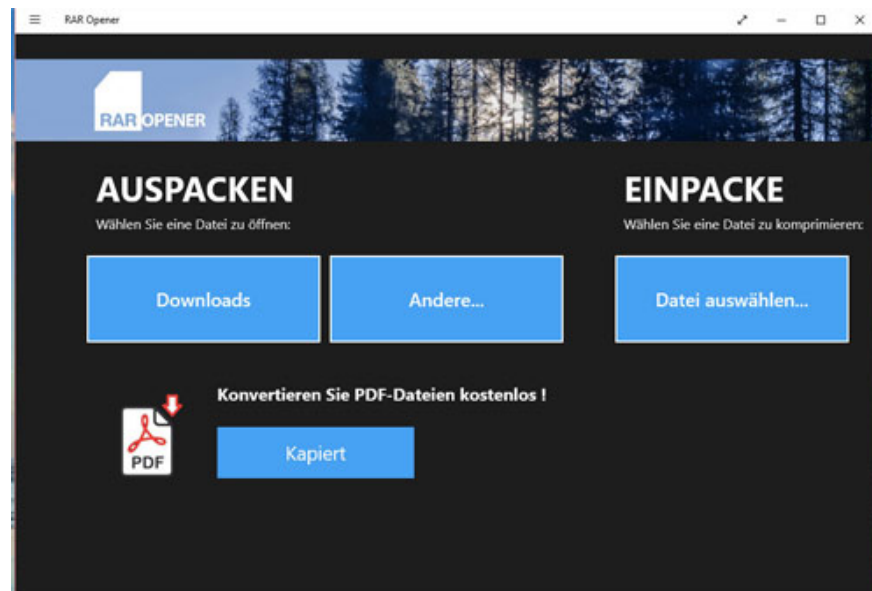 RAR Opener
RAR OPENER
AUSPACKEN
Wählen Sie eine Datei zu öffnen:
Downloads
Andere...
EINPACKE
Wählen Sie eine Datei zu komprimieren:
Datei auswählen...
Konvertieren Sie PDF-Dateien kostenlos !
PDF
Kapiert